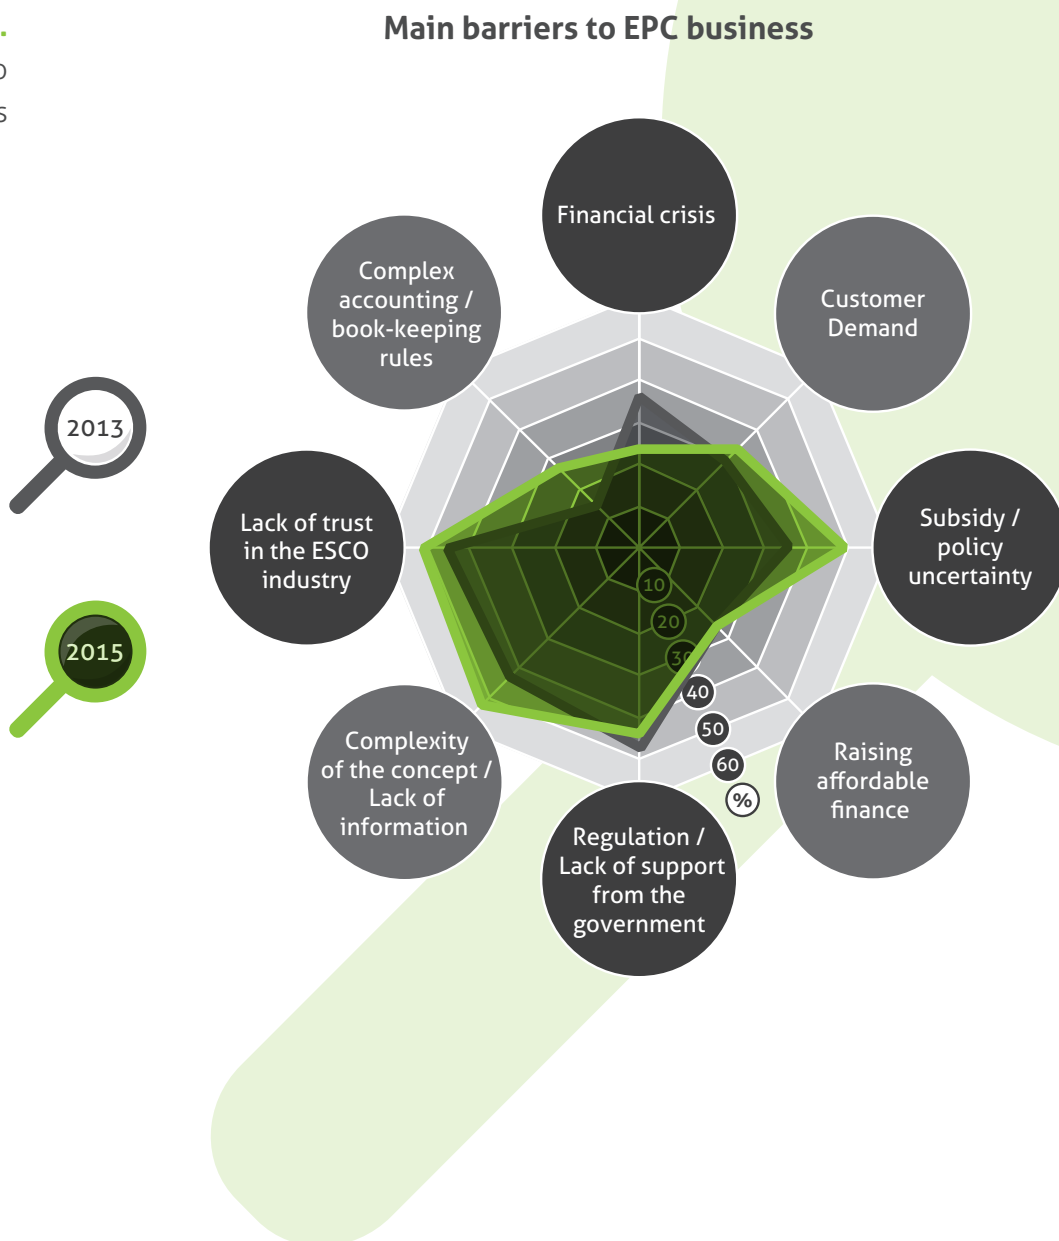 Main barriers to EPC business
Financial crisis
Customer
Demand
Subsidy /
policy
uncertainty
Raising
affordable
finance
Regulation /
Lack of support
from the
government
Complexity
of the concept /
Lack of
information
Lack of trust
in the ESCO
industry
Complex
accounting /
book-keeping
rules
2013
2015
10
20
30
40
50
60
%